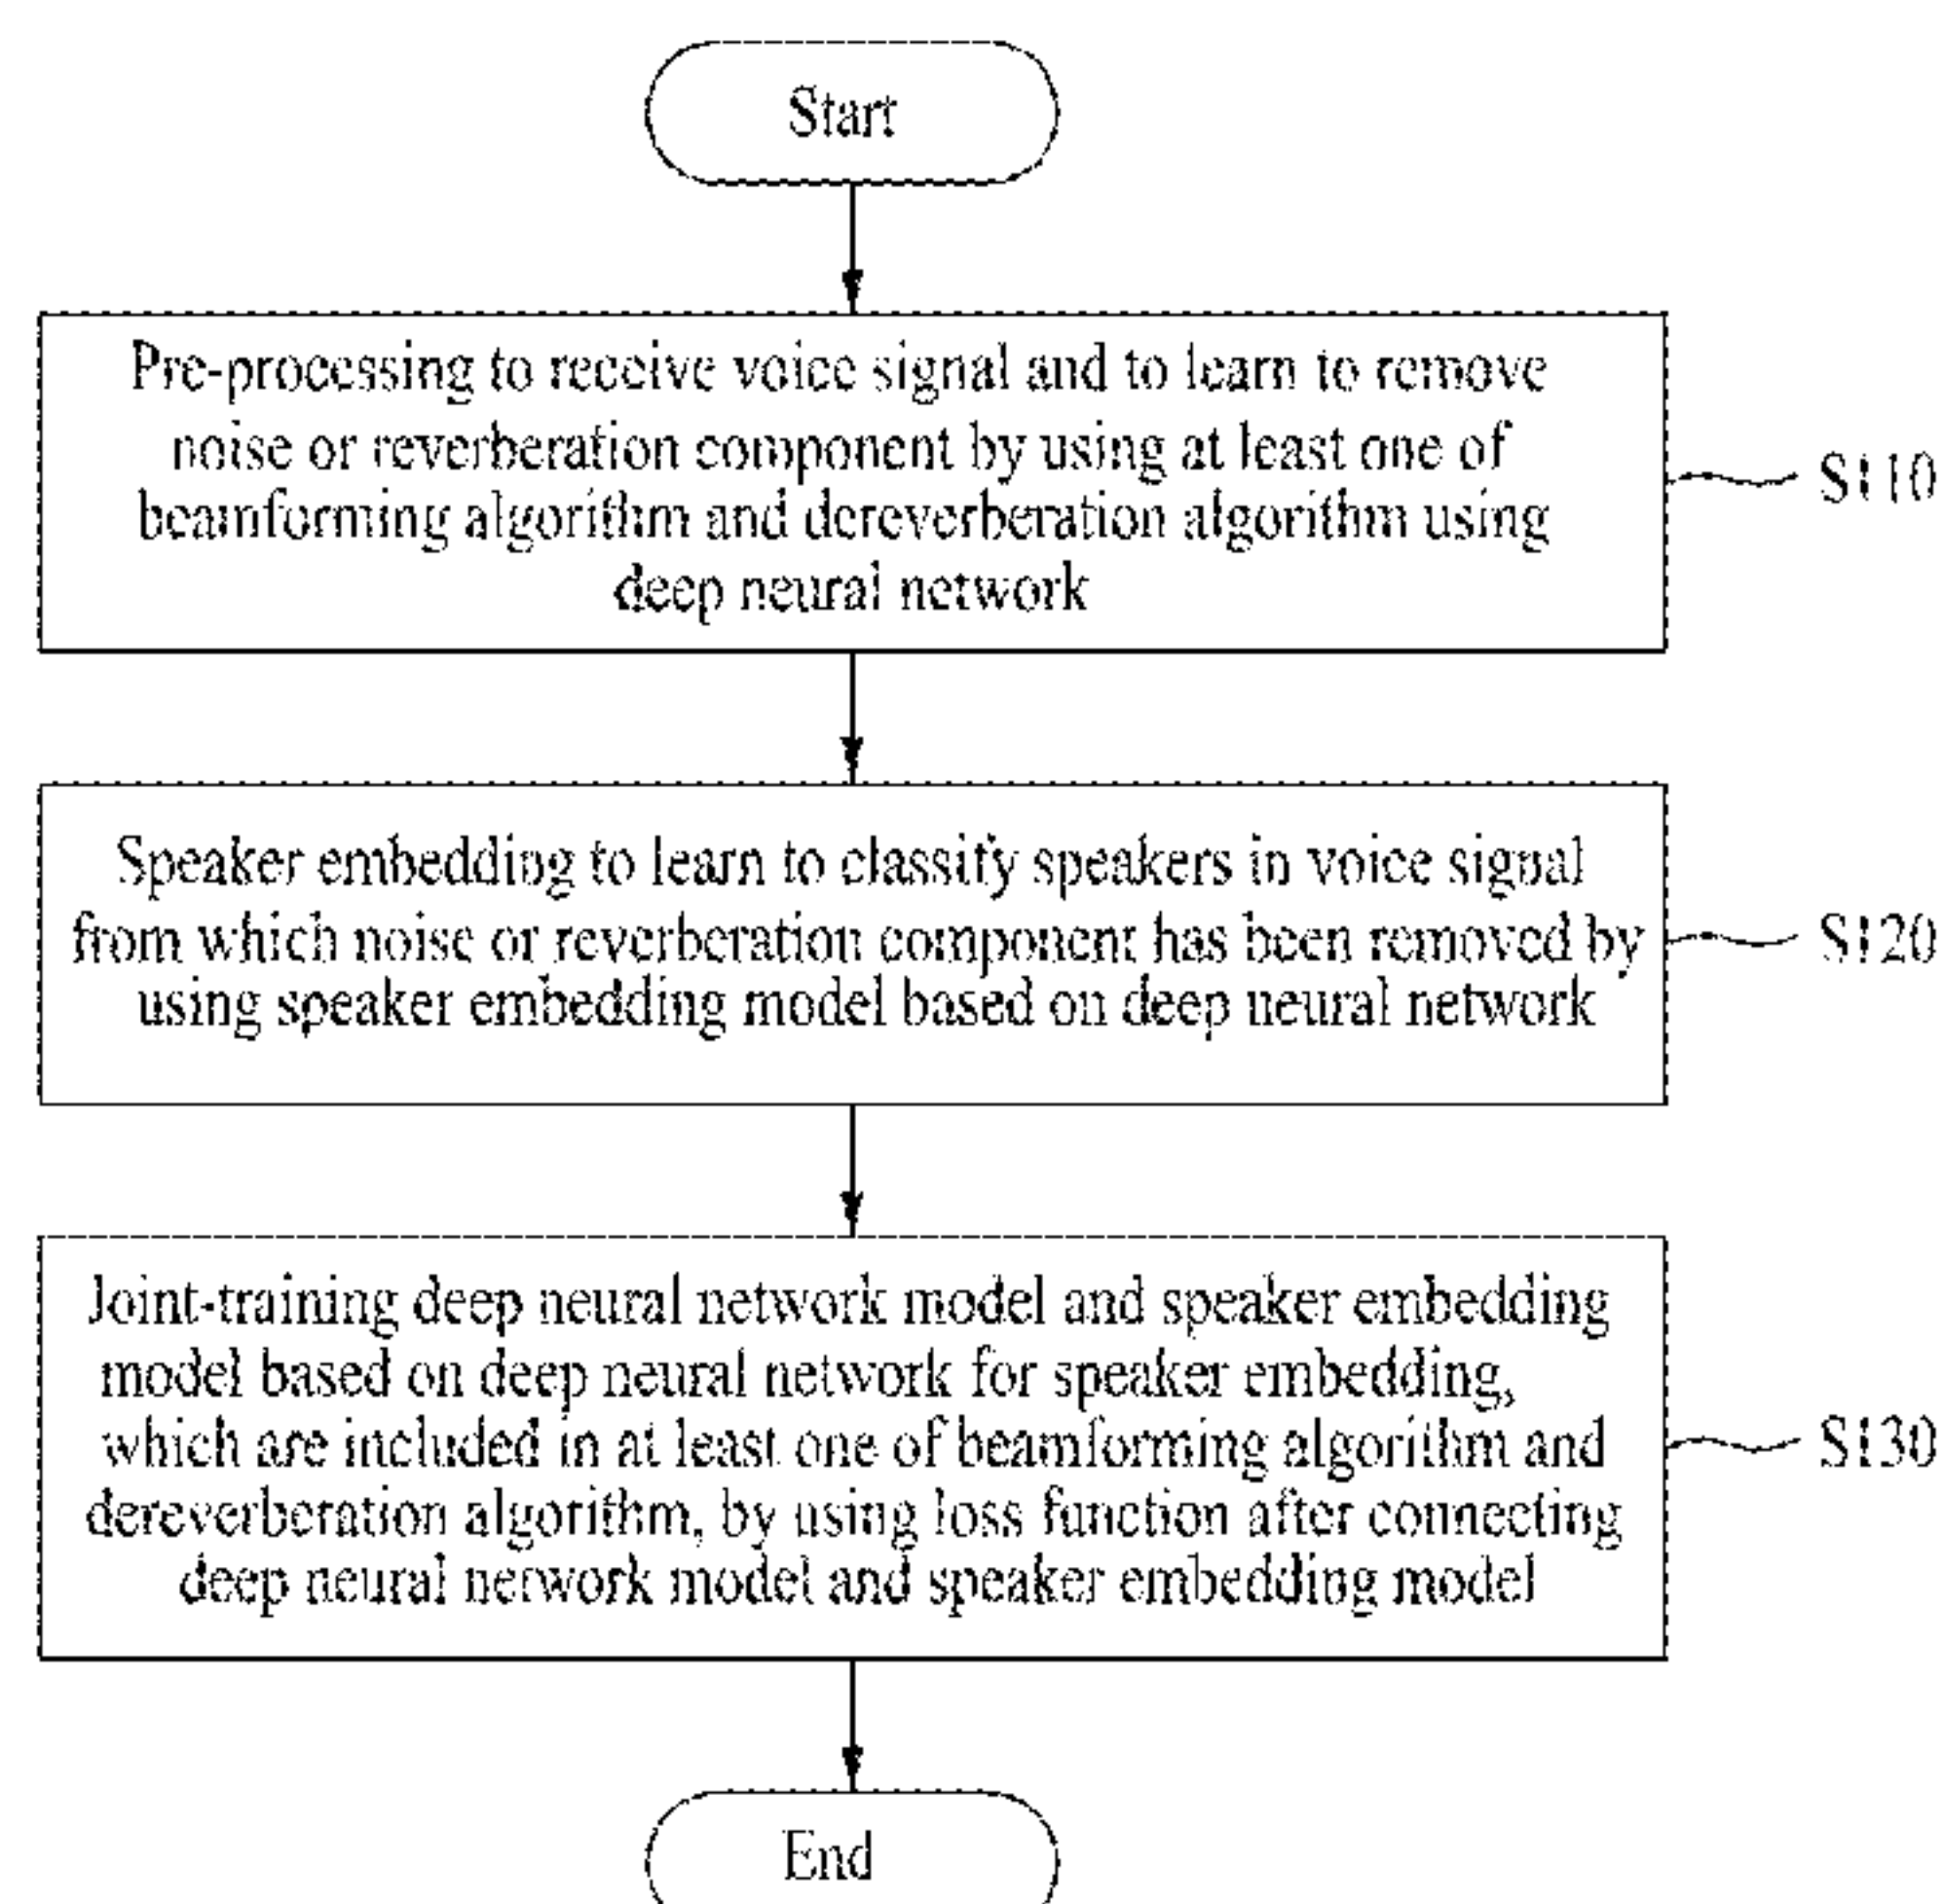 Start
Pre-processing to receive voice signal and to learn to remove
noise or reverberation component by using at least one of
beamforming algorithm and dereverberation algorithm using
deep neural network
S110
Speaker embedding to learn to classify speakers in voice signal
from which noise or reverberation component has been removed by
using speaker embedding model based on deep neural network
S120
Joint-training deep neural network model and speaker embedding
model based on deep neural network for speaker embedding,
which are included in at least one of beamforming algorithm and
dereverberation algorithm, by using loss function after connecting
deep neural network model and speaker embedding model
S130
End